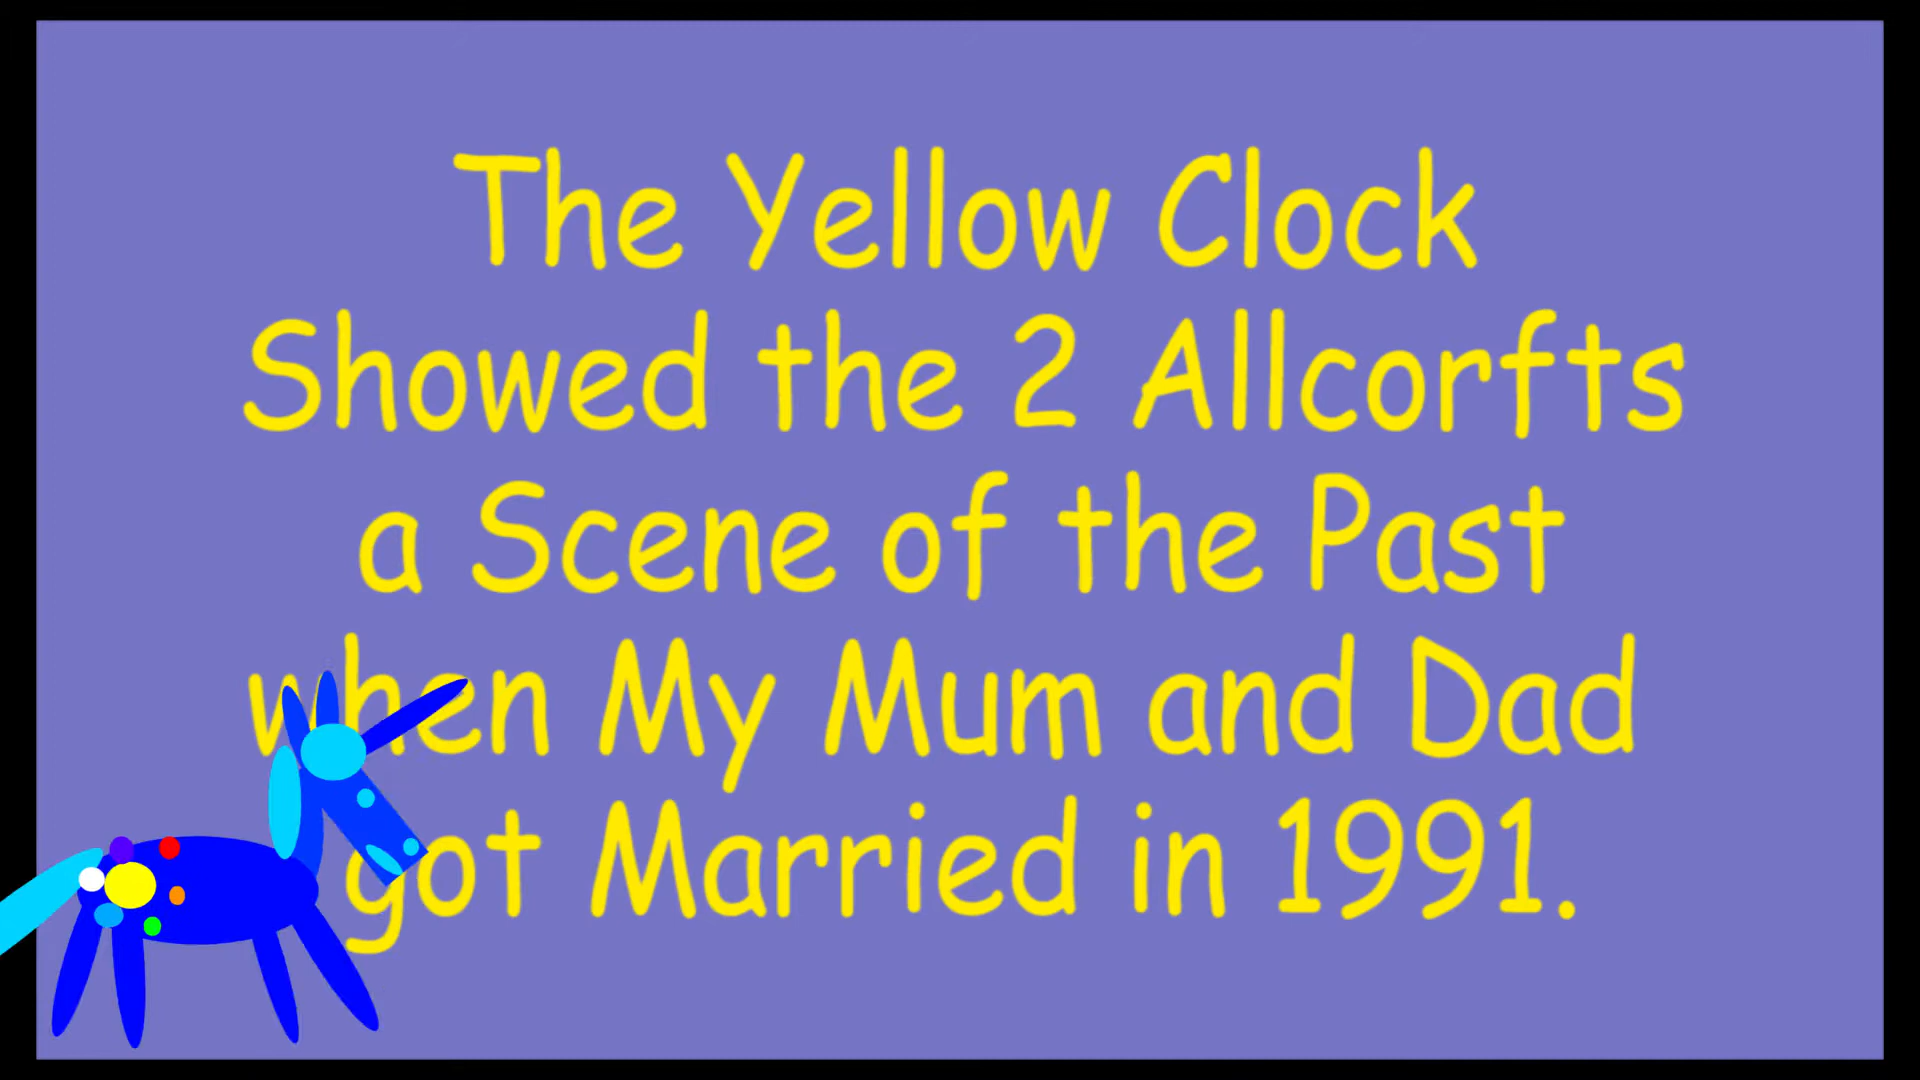 The Yellow Clock
Showed the 2 Allcorfts
a Scene of the Past
when My Mum and Dad
got Married in 1991.